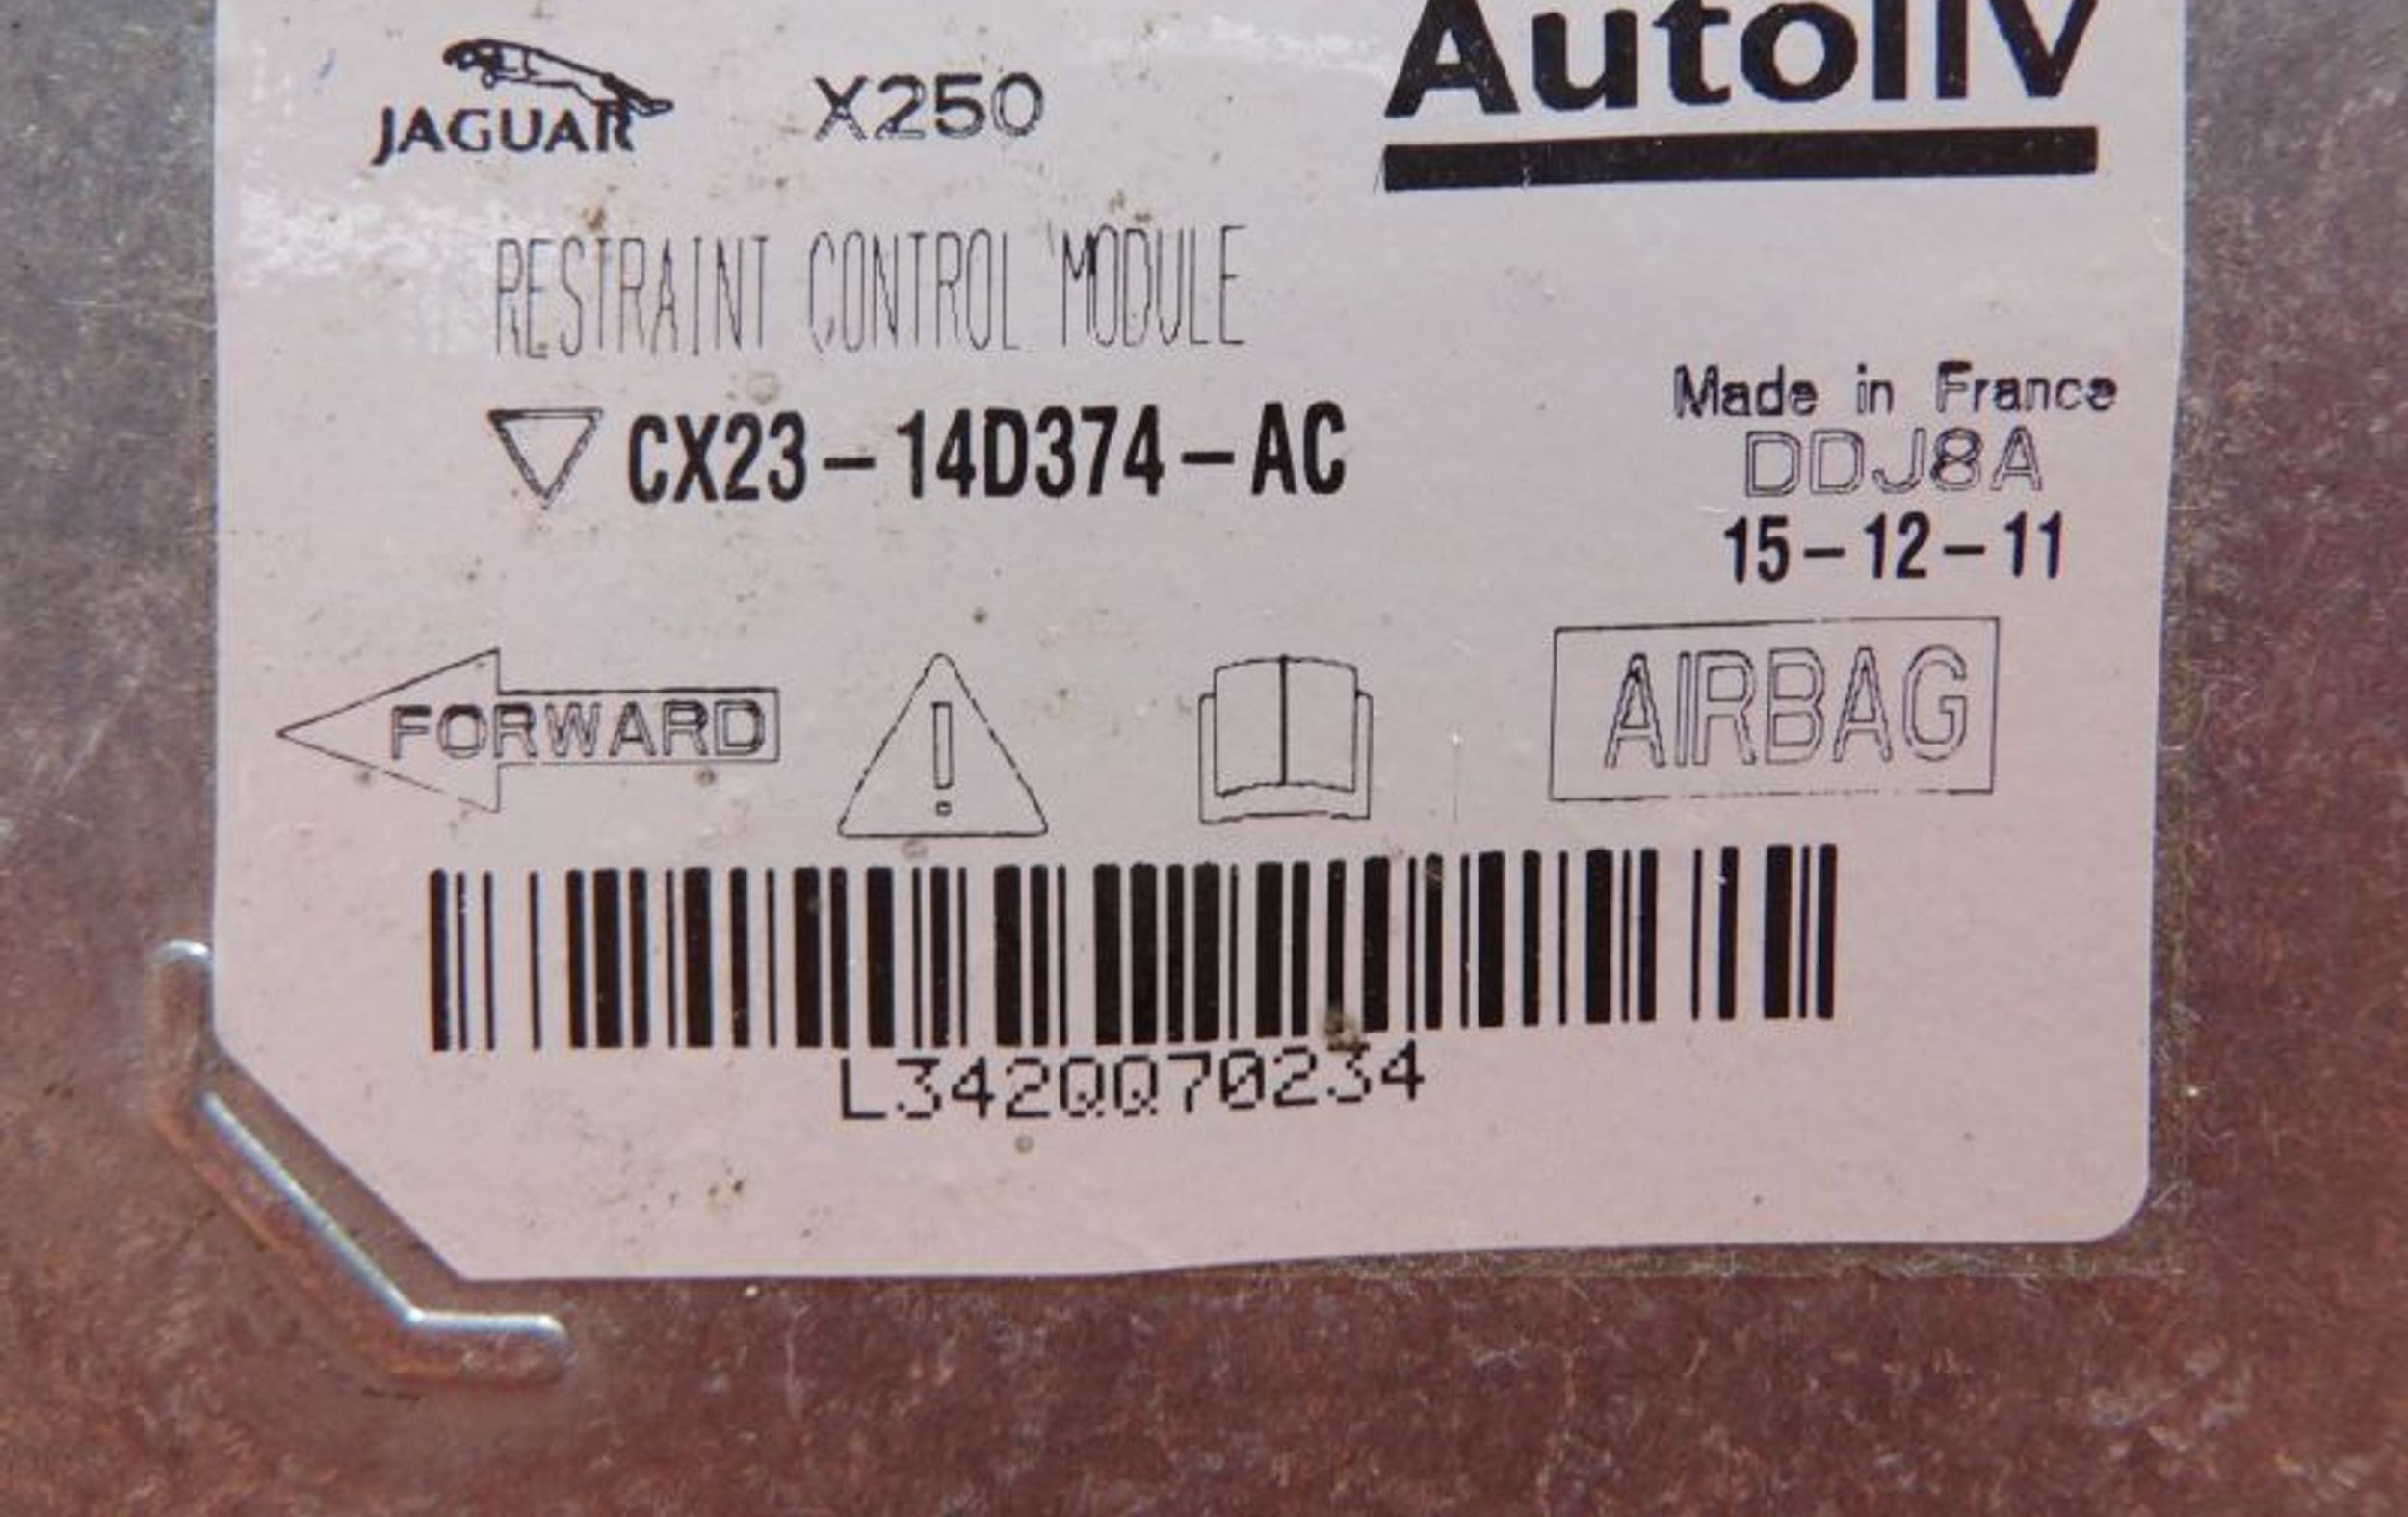 JAGUAR
X250
Autoliv
RESTRAINT CONTROL MODULE
CX23-14D374-AC
Made in France
DDJ8A
15-12-11
FORWARD
AIRBAG
L342QQ70234